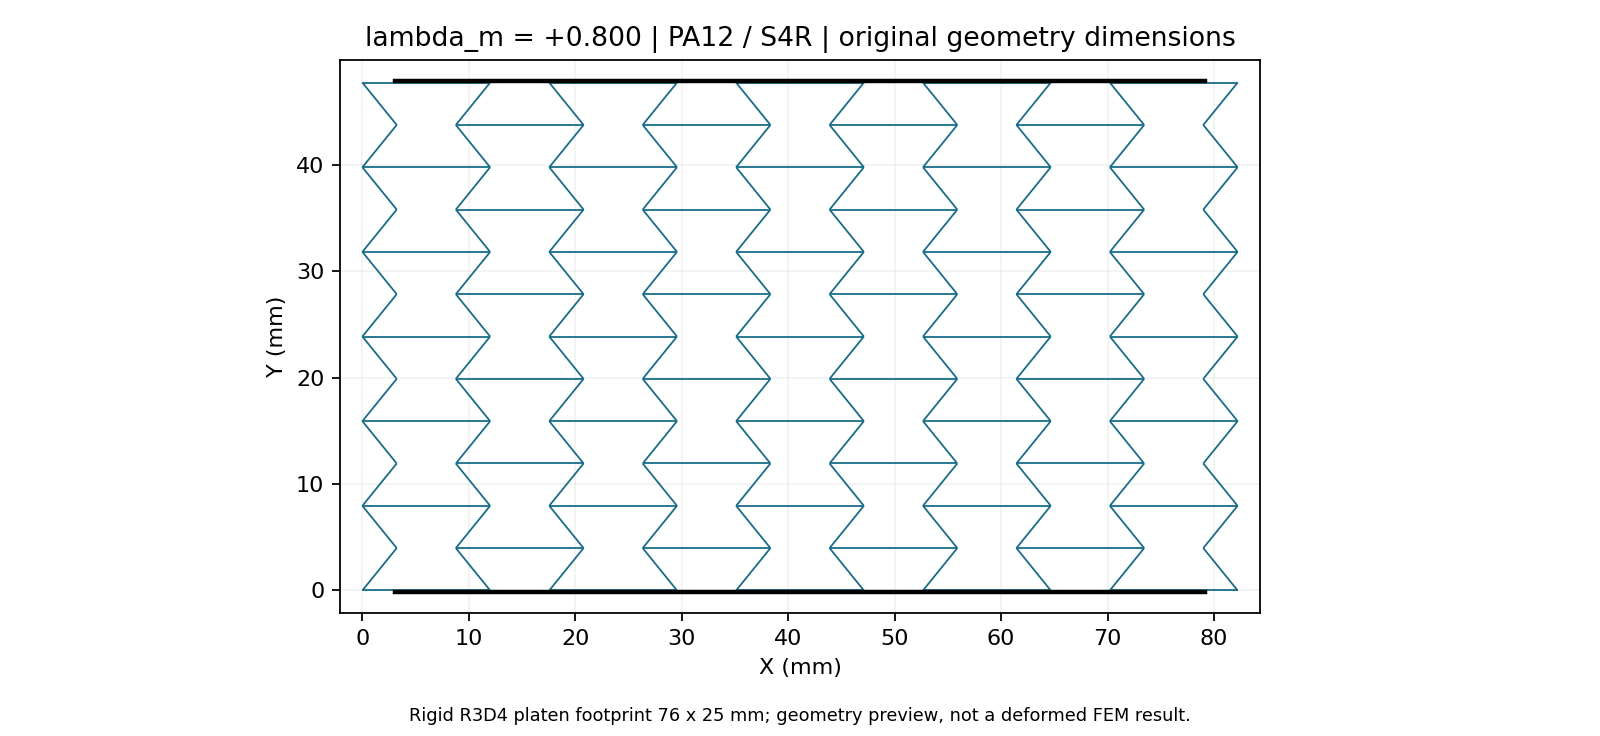 lambda_m = +0.800 | PA12 / S4R | original geometry dimensions
Y (mm)
40
30
20
10
0
0 10 20 30 40 50 60 70 80
X (mm)
Rigid R3D4 platen footprint 76 x 25 mm; geometry preview, not a deformed FEM result.